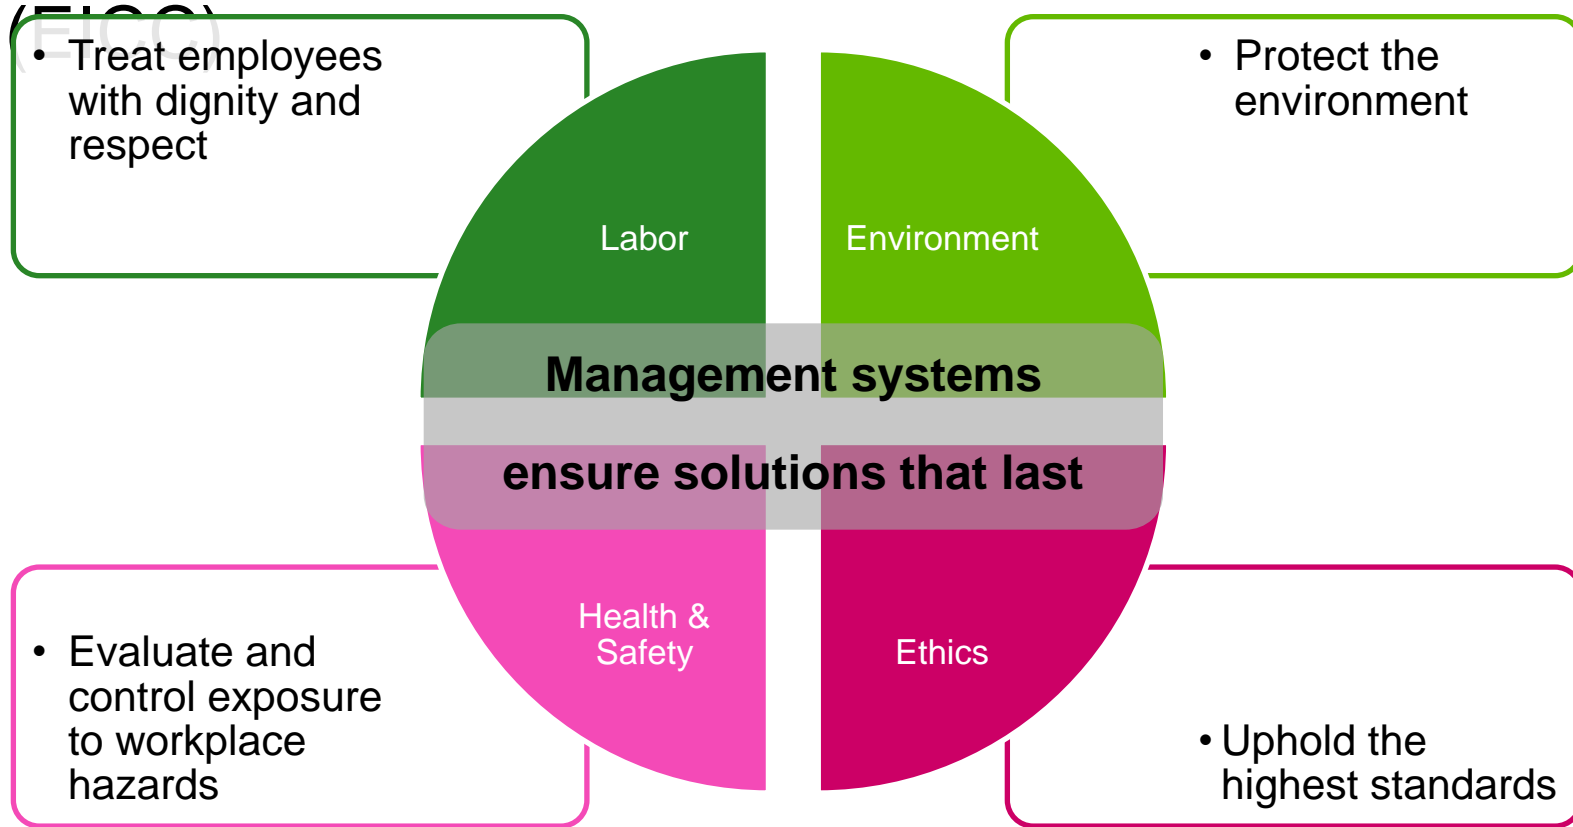 (EICC)
• Treat employees
with dignity and
respect
• Protect the
environment
Labor
Environment
Management systems
ensure solutions that last
Health &
Safety
Ethics
• Evaluate and
control exposure
to workplace
hazards
• Uphold the
highest standards